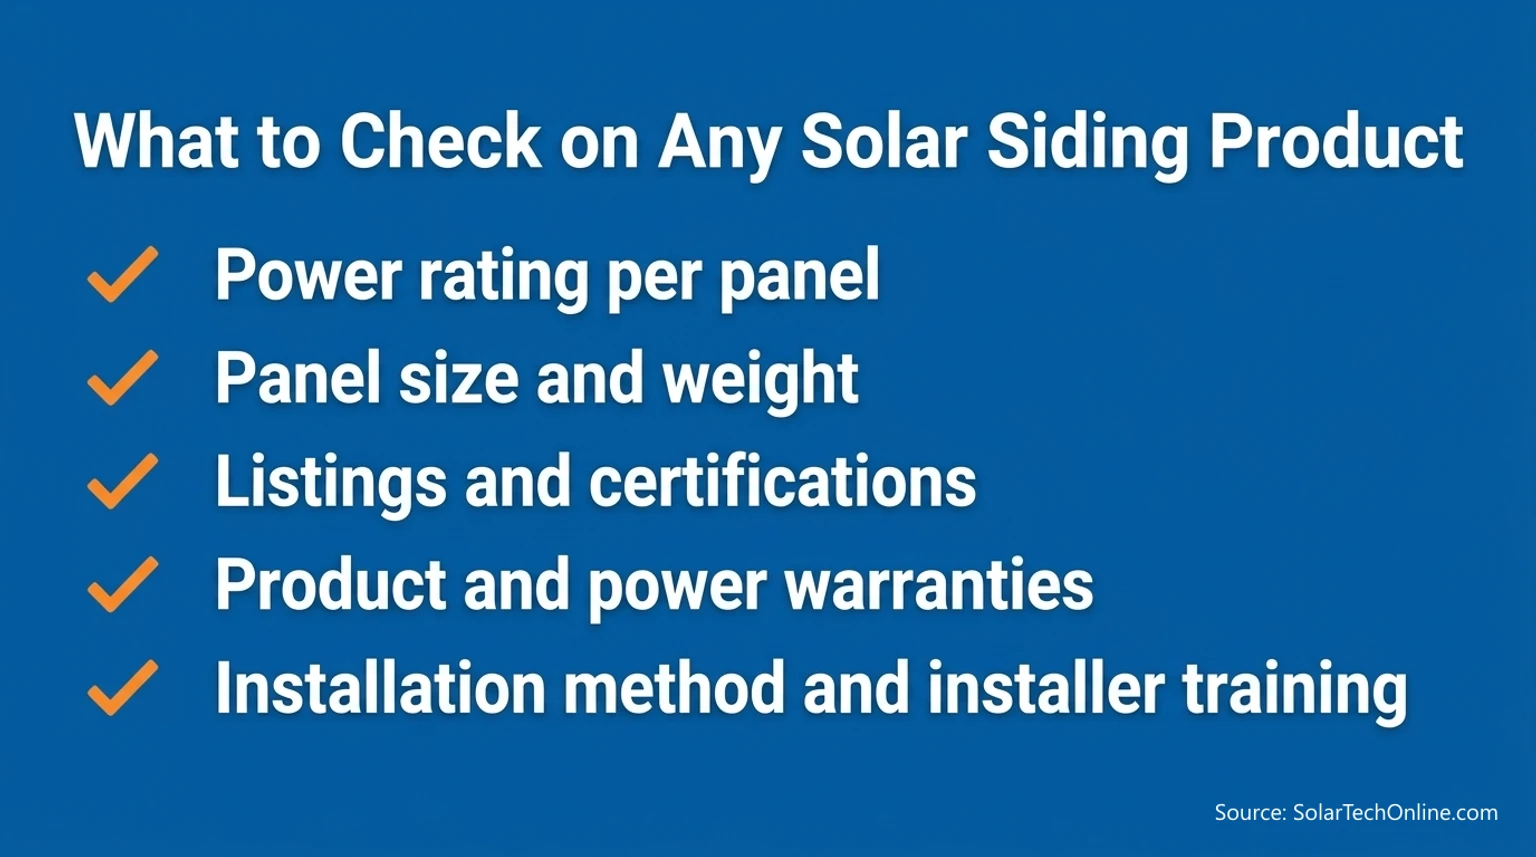 What to Check on Any Solar Siding Product
Power rating per panel
Panel size and weight
Listings and certifications
Product and power warranties
Installation method and installer training
Source: SolarTechOnline.com